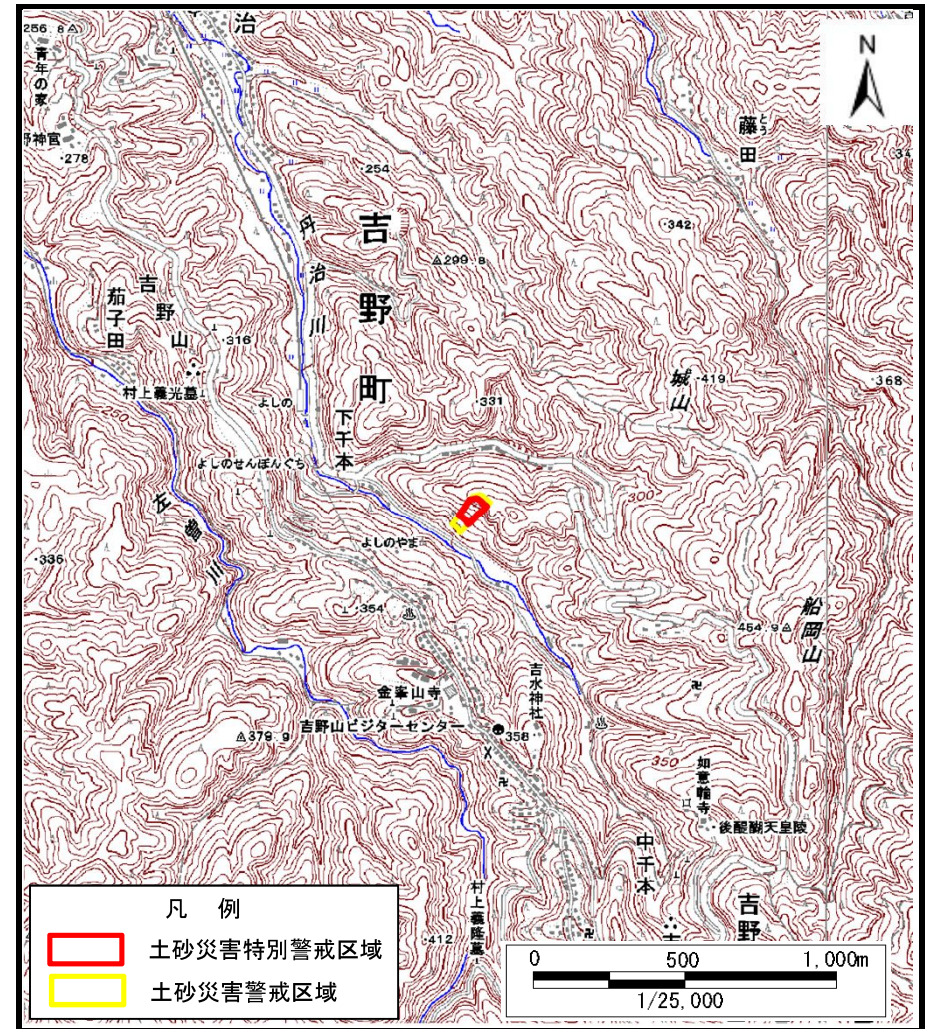 治
256.8
青年の家
野神宮
・278
N
藤田
とう
・254
・342
吉野町
丹治川
299.8
茄子田
吉野山
・316
村上義光墓
250
よしの
下千本
・331
城山
・419
・368
よしのせんぼんぐち
300
左曽川
・336
よしのやま
・354
船岡山
454.9
金峯山寺
吉水神社
吉野山ビジターセンター
358
379.9
350
如意輪寺
後醍醐天皇陵
中千本
吉野
村上義隆墓
・412
凡 例
土砂災害特別警戒区域
土砂災害警戒区域
0 500 1,000m
1/25,000